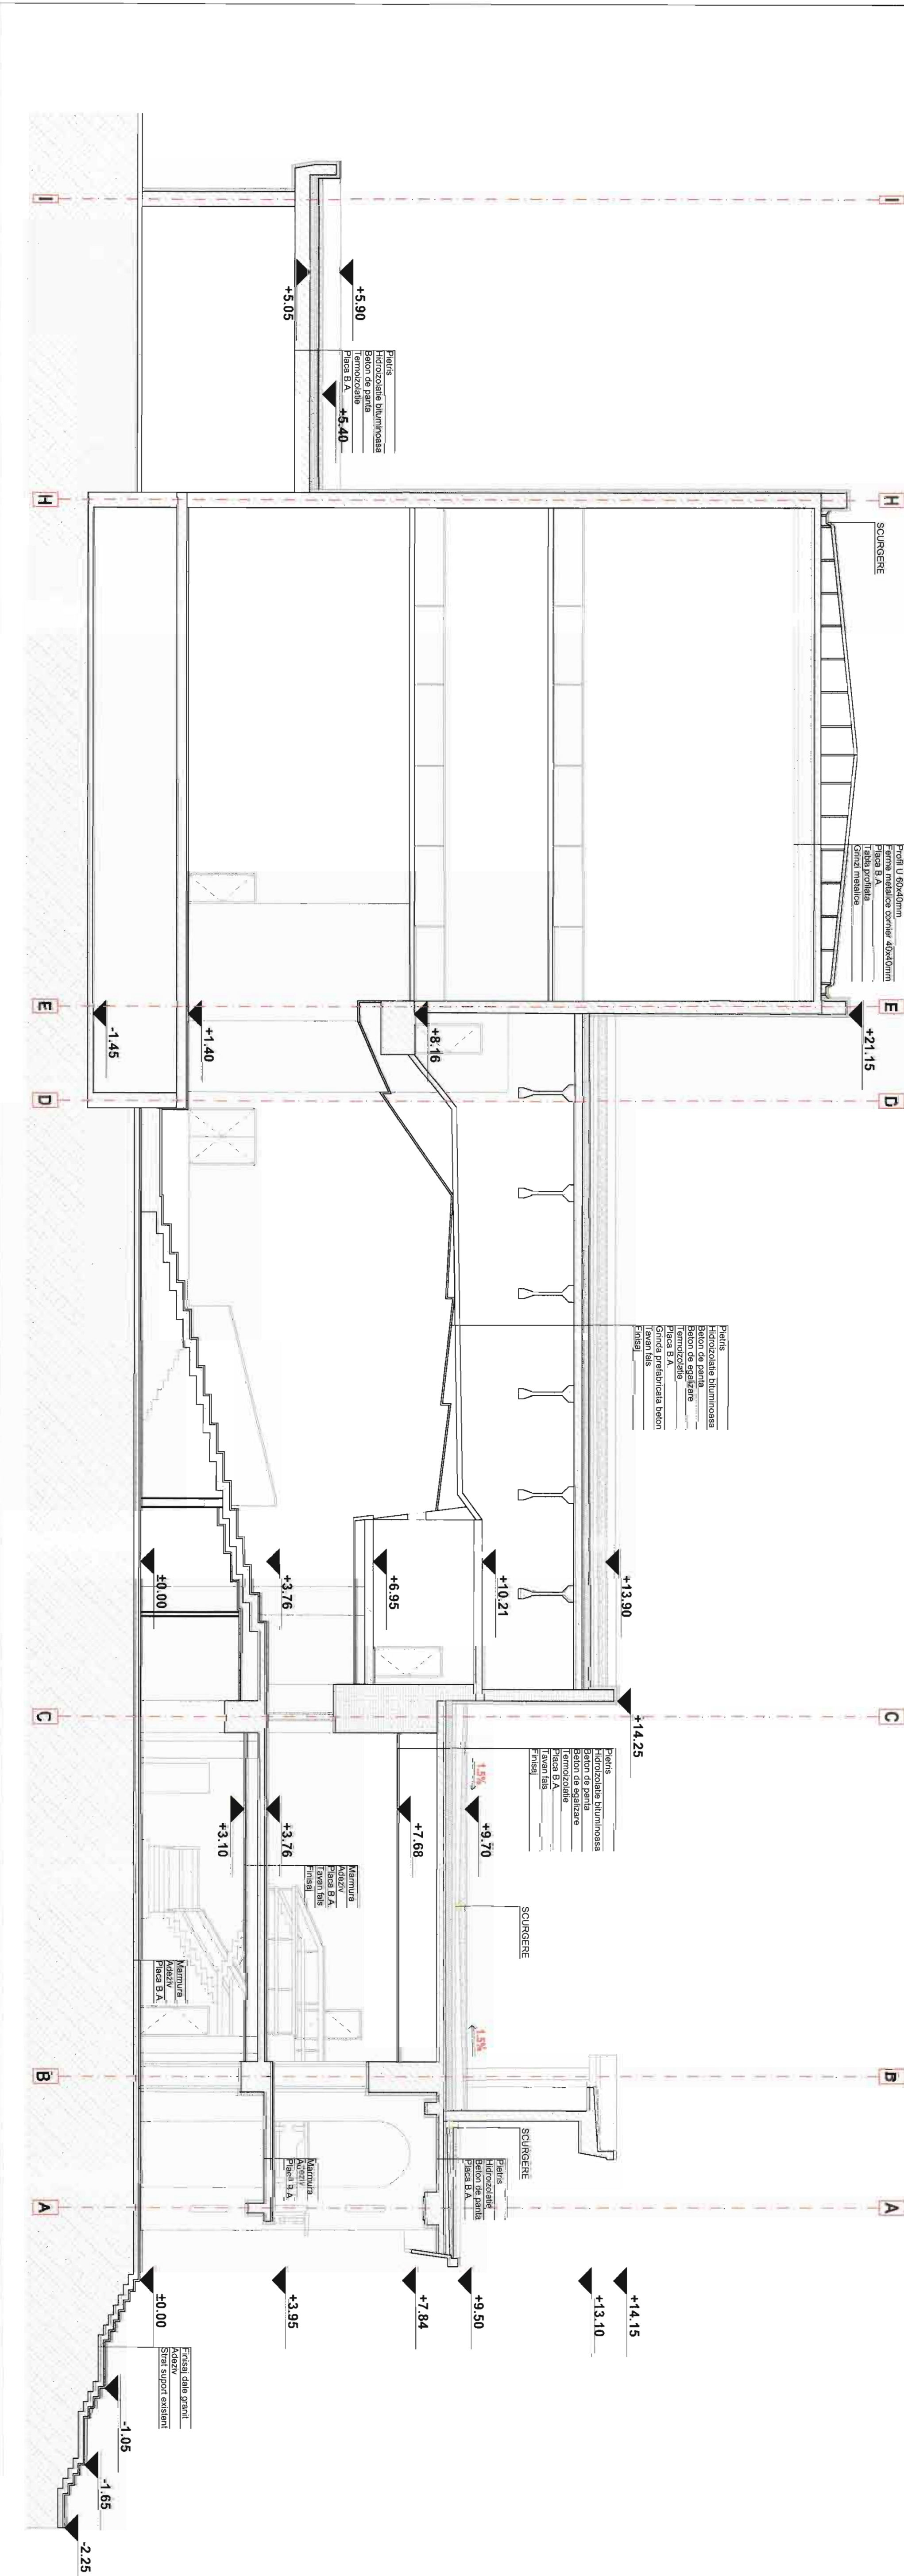 I
H
E
D
C
B
A
SCURGERE
Profil U 60x40mm
Ferme metalice cornier 40x40mm
Placa B.A.
Tabla profilata
Grinzi metalice
+21.15
+5.90
+5.05
+5.40
Pietris
Hidroizolatie bituminoasa
Beton de panta
Termoizolatie
Placa B.A.
+8.16
+1.40
-1.45
Pietris
Hidroizolatie bituminoasa
Beton de panta
Beton de egalizare
Termoizolatie
Placa B.A.
Grinda prefabricata beton
Tavan fals
Finisaj
+13.90
+10.21
+6.95
+3.76
±0.00
+14.25
Pietris
Hidroizolatie bituminoasa
Beton de panta
Beton de egalizare
Termoizolatie
Placa B.A.
Tavan fals
Finisaj
1.5%
+9.70
+7.68
+3.76
+3.10
Marmura
Adeziv
Placa B.A.
Tavan fals
Finisaj
SCURGERE
Marmura
Adeziv
Placa B.A.
1.5%
SCURGERE
Pietris
Hidroizolatie
Beton de panta
Placa B.A.
Marmura
Adeziv
Placa B.A.
+14.15
+13.10
+9.50
+7.84
+3.95
±0.00
Finisaj dale granit
Adeziv
Strat suport existent
-1.05
-1.65
-2.25
I
H
E
D
C
B
A